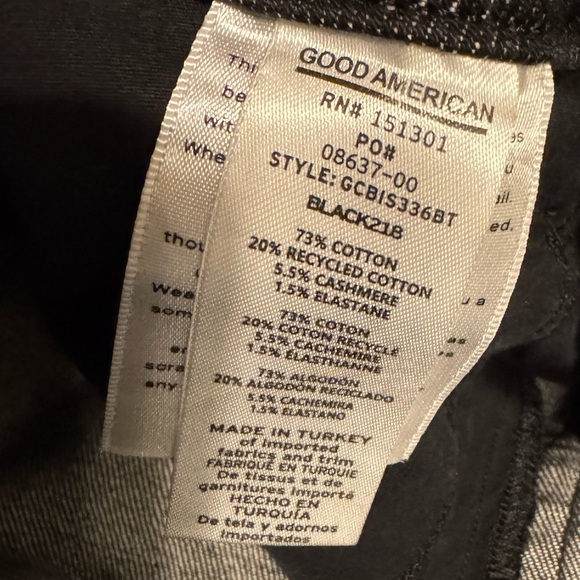 GOOD AMERICAN
RN# 151301
PO#
08637-00
STYLE: GCBIS336BT
BLACK218
73% COTTON
20% RECYCLED COTTON
5.5% CASHMERE
1.5% ELASTANE
73% COTON
20% COTON RECYCLÉ
5.5% CACHEMIRE
1.5% ÉLASTHANNE
73% ALGODÓN
20% ALGODÓN RECICLADO
5.5% CACHEMIRA
1.5% ELASTANO
MADE IN TURKEY
of imported
fabrics and trim
FABRIQUÉ EN TURQUIE
De tissus et de
garnitures importé
HECHO EN
TURQUÍA
De tela y adornos
importados